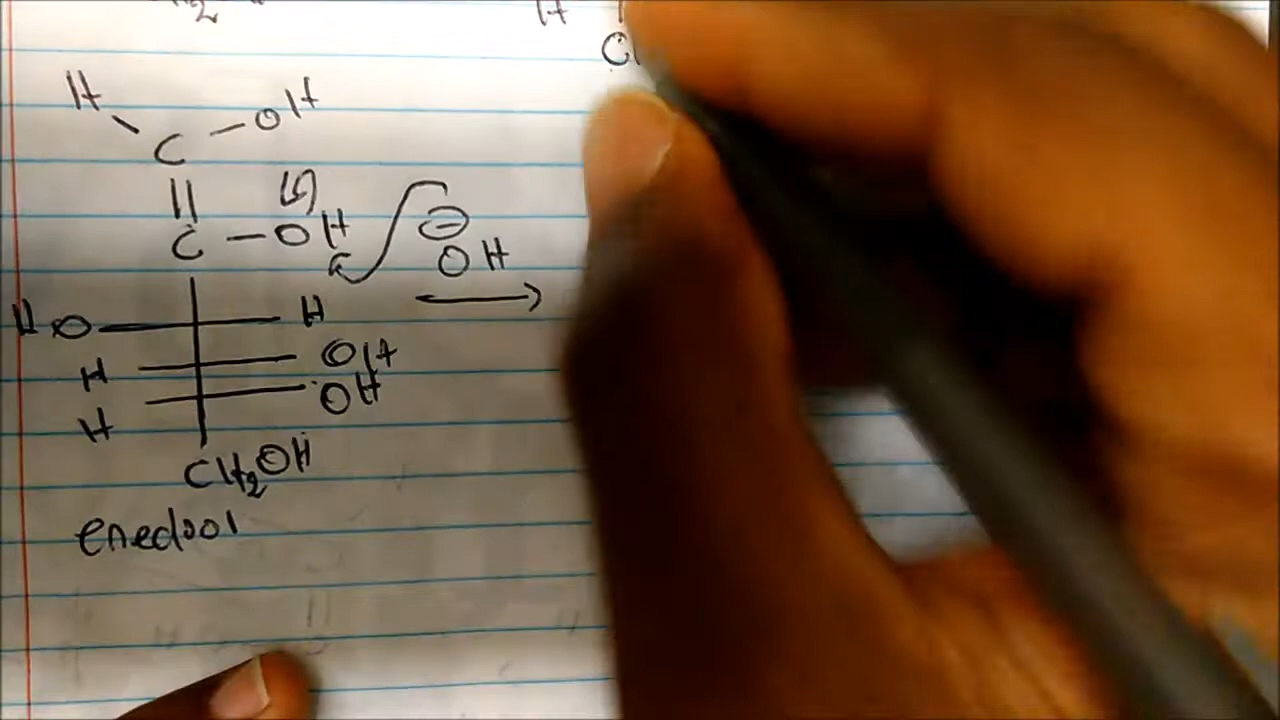 H
C
H OH
C
C OH ⊖
OH
HO H
H OH
H OH
CH₂OH
enediol